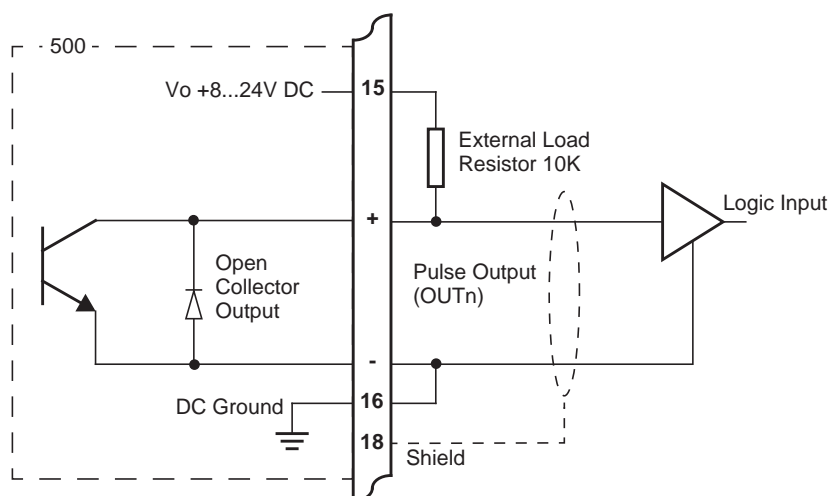 500
Vo +8...24V DC
15
External Load
Resistor 10K
+
Logic Input
Open
Collector
Output
Pulse Output
(OUTn)
-
DC Ground
16
18
Shield